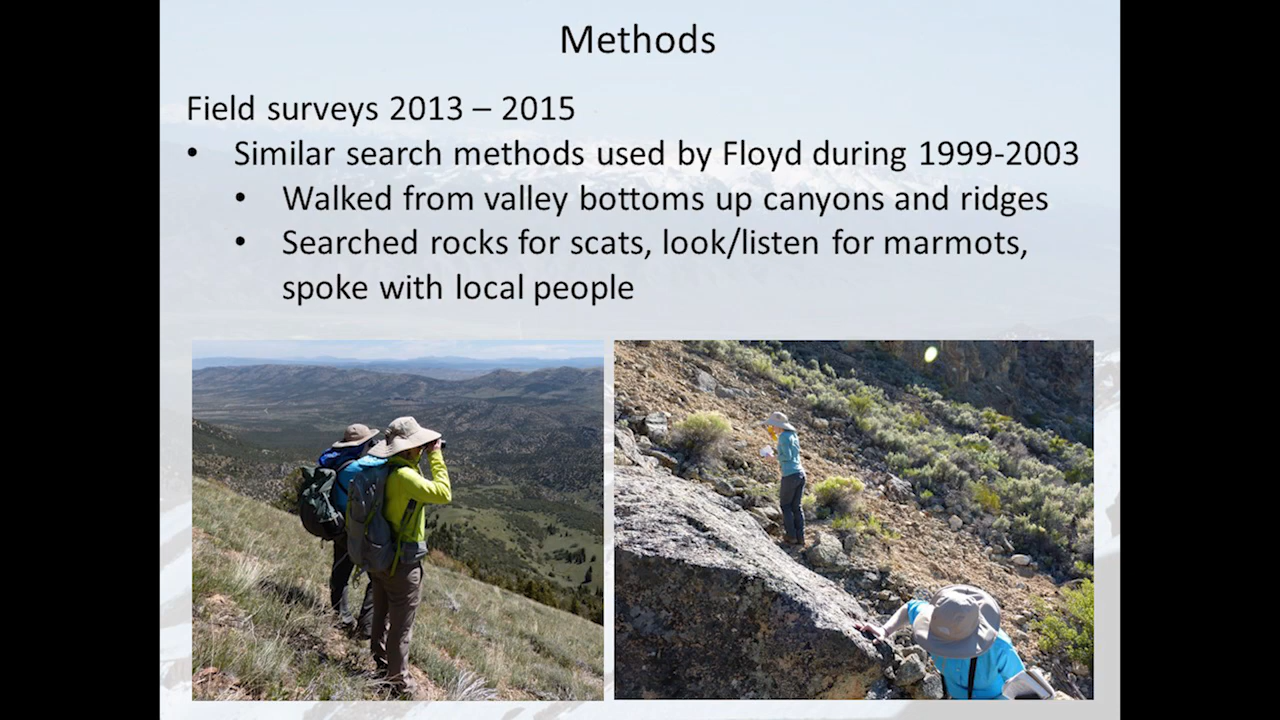 Methods
Field surveys 2013 – 2015
• Similar search methods used by Floyd during 1999-2003
• Walked from valley bottoms up canyons and ridges
• Searched rocks for scats, look/listen for marmots,
spoke with local people